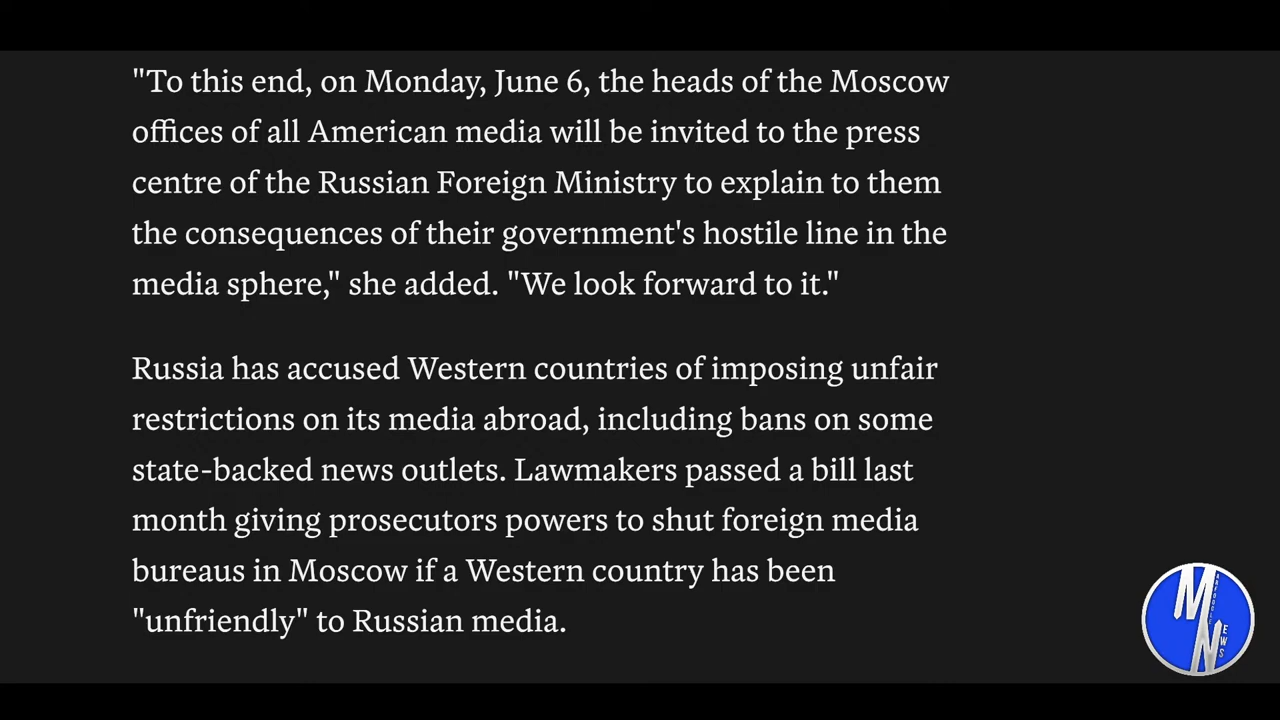 "To this end, on Monday, June 6, the heads of the Moscow
offices of all American media will be invited to the press
centre of the Russian Foreign Ministry to explain to them
the consequences of their government's hostile line in the
media sphere," she added. "We look forward to it."
Russia has accused Western countries of imposing unfair
restrictions on its media abroad, including bans on some
state-backed news outlets. Lawmakers passed a bill last
month giving prosecutors powers to shut foreign media
bureaus in Moscow if a Western country has been
"unfriendly" to Russian media.
M
NEWS